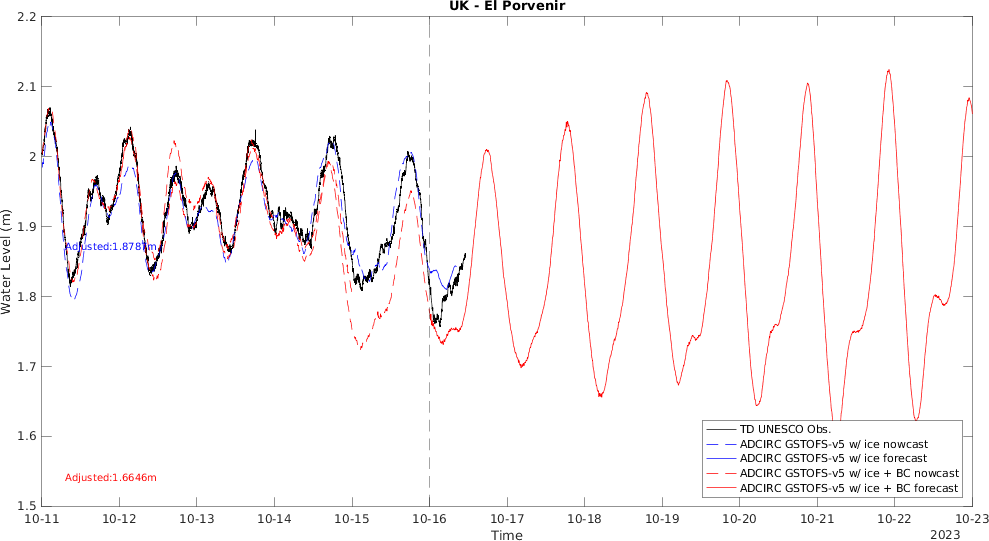 UK - El Porvenir
2.2
2.1
2
1.9
1.8
1.7
1.6
1.5
Water Level (m)
Adjusted:1.8787m
Adjusted:1.6646m
TD UNESCO Obs.
ADCIRC GSTOFS-v5 w/ ice nowcast
ADCIRC GSTOFS-v5 w/ ice forecast
ADCIRC GSTOFS-v5 w/ ice + BC nowcast
ADCIRC GSTOFS-v5 w/ ice + BC forecast
10-11 10-12 10-13 10-14 10-15 10-16 10-17 10-18 10-19 10-20 10-21 10-22 10-23
Time
2023